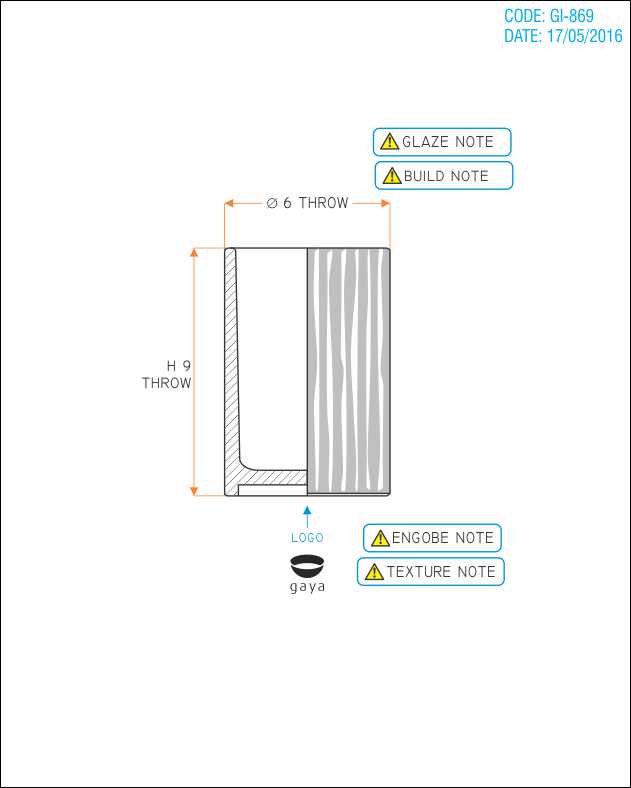 CODE: GI-869
DATE: 17/05/2016
GLAZE NOTE
BUILD NOTE
∅ 6 THROW
H 9
THROW
LOGO
gaya
ENGOBE NOTE
TEXTURE NOTE